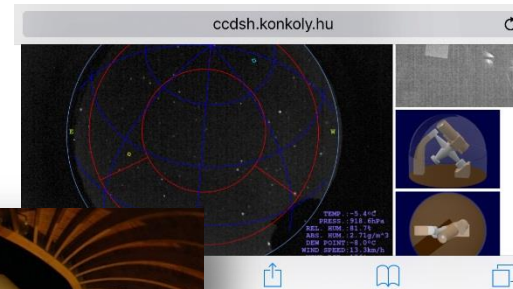 ccdsh.konkoly.hu
E
W
TEMP.:-5.4°C
PRESS.:918.6hPa
REL. HUM.:81.7%
ABS. HUM.:2.71g/m^3
DEW POINT:-8.0°C
WIND SPEED:13.3km/h